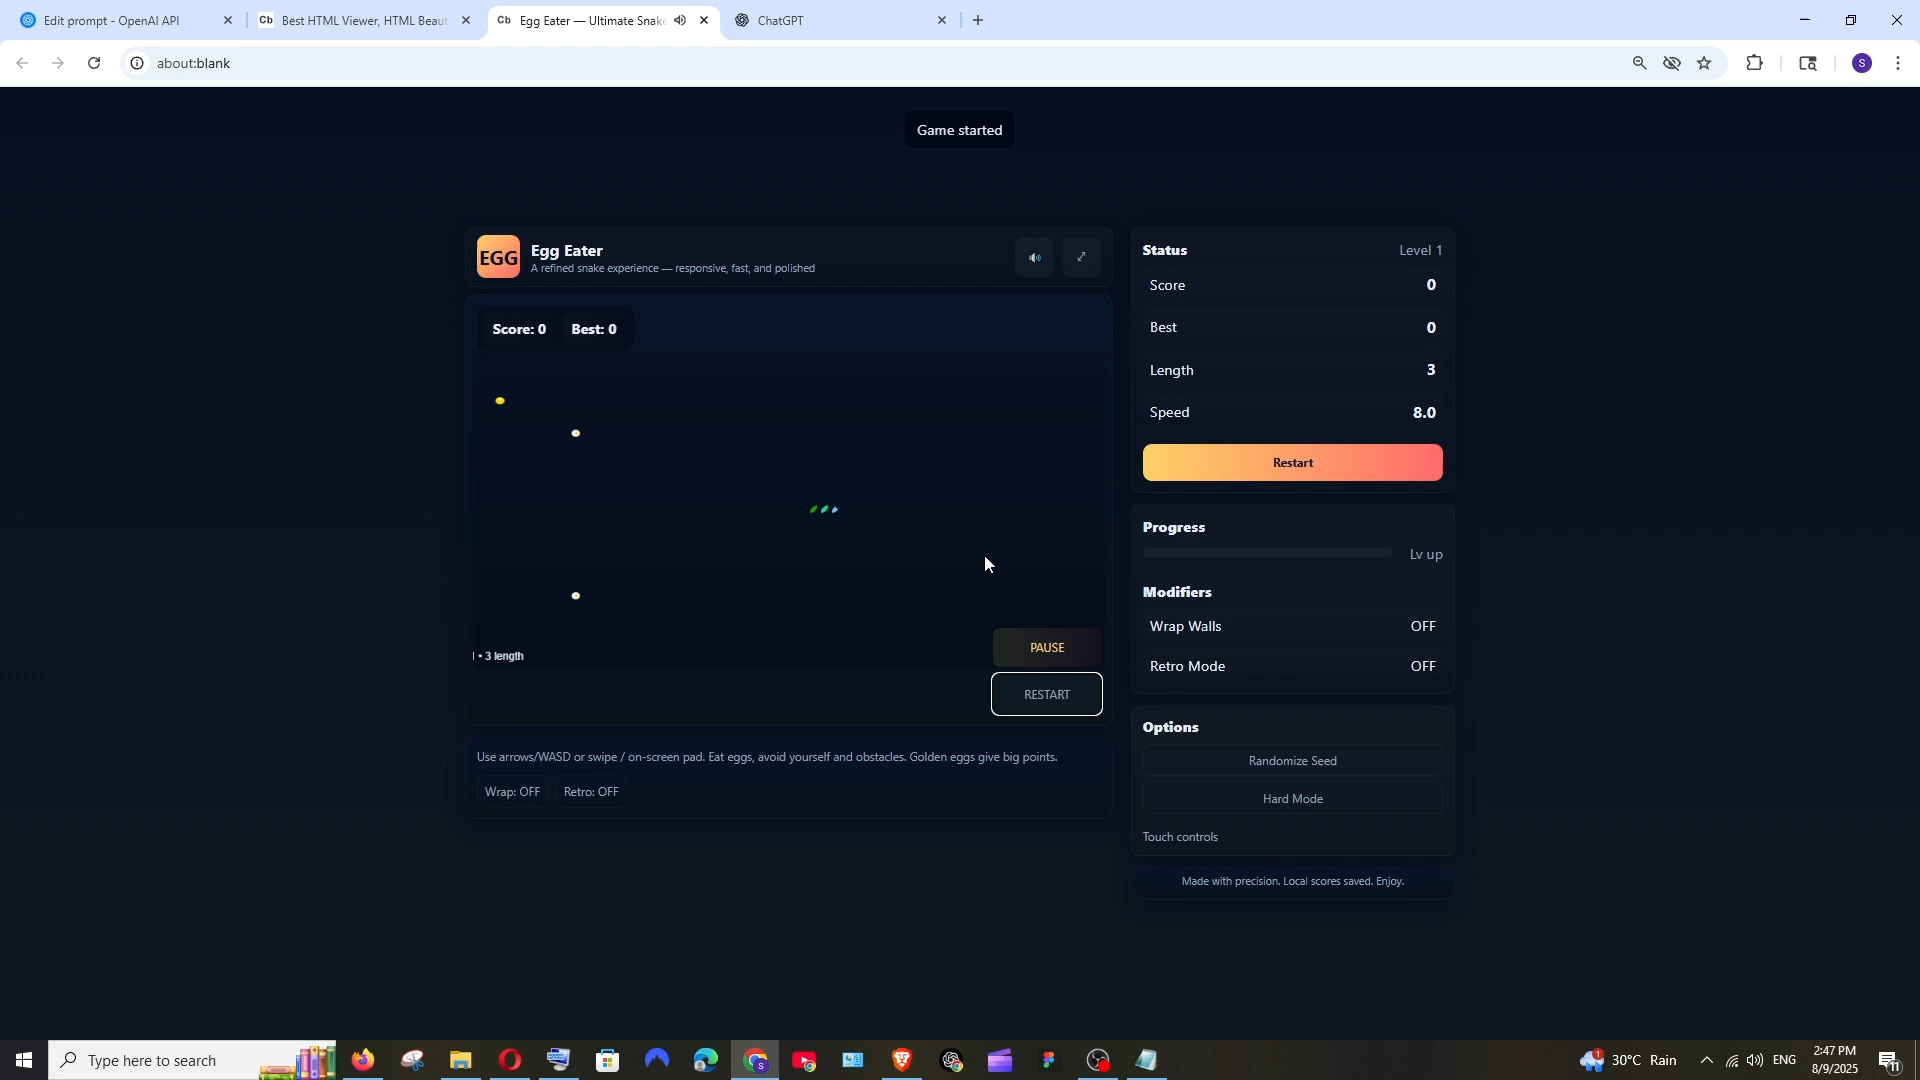 Edit prompt - OpenAI API
Best HTML Viewer, HTML Beaut
Egg Eater — Ultimate Snake
ChatGPT
about:blank
S
Game started
EGG
Egg Eater
A refined snake experience — responsive, fast, and polished
Score: 0
Best: 0
• 3 length
PAUSE
RESTART
Use arrows/WASD or swipe / on-screen pad. Eat eggs, avoid yourself and obstacles. Golden eggs give big points.
Wrap: OFF
Retro: OFF
Status
Level 1
Score
0
Best
0
Length
3
Speed
8.0
Restart
Progress
Lv up
Modifiers
Wrap Walls
OFF
Retro Mode
OFF
Options
Randomize Seed
Hard Mode
Touch controls
Made with precision. Local scores saved. Enjoy.
Type here to search
1
30°C Rain
ENG
2:47 PM
8/9/2025
11